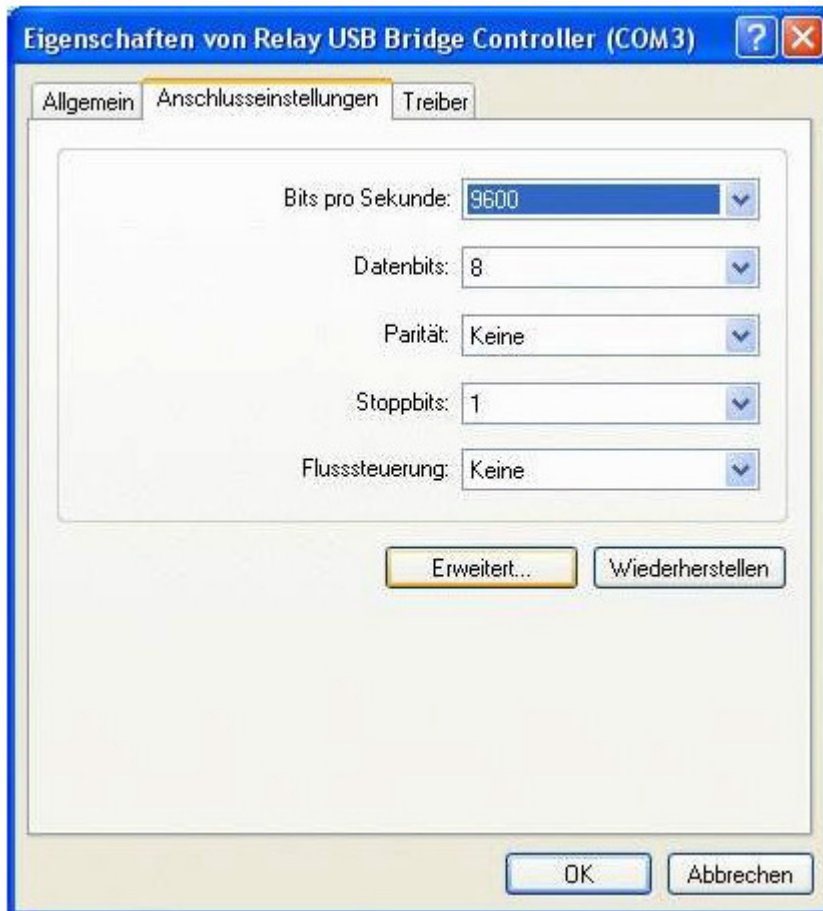 Eigenschaften von Relay USB Bridge Controller (COM3) ?
Allgemein Anschlusseinstellungen Treiber
Bits pro Sekunde: 9600
Datenbits: 8
Parität: Keine
Stoppbits: 1
Flusssteuerung: Keine
Erweitert... Wiederherstellen
OK Abbrechen